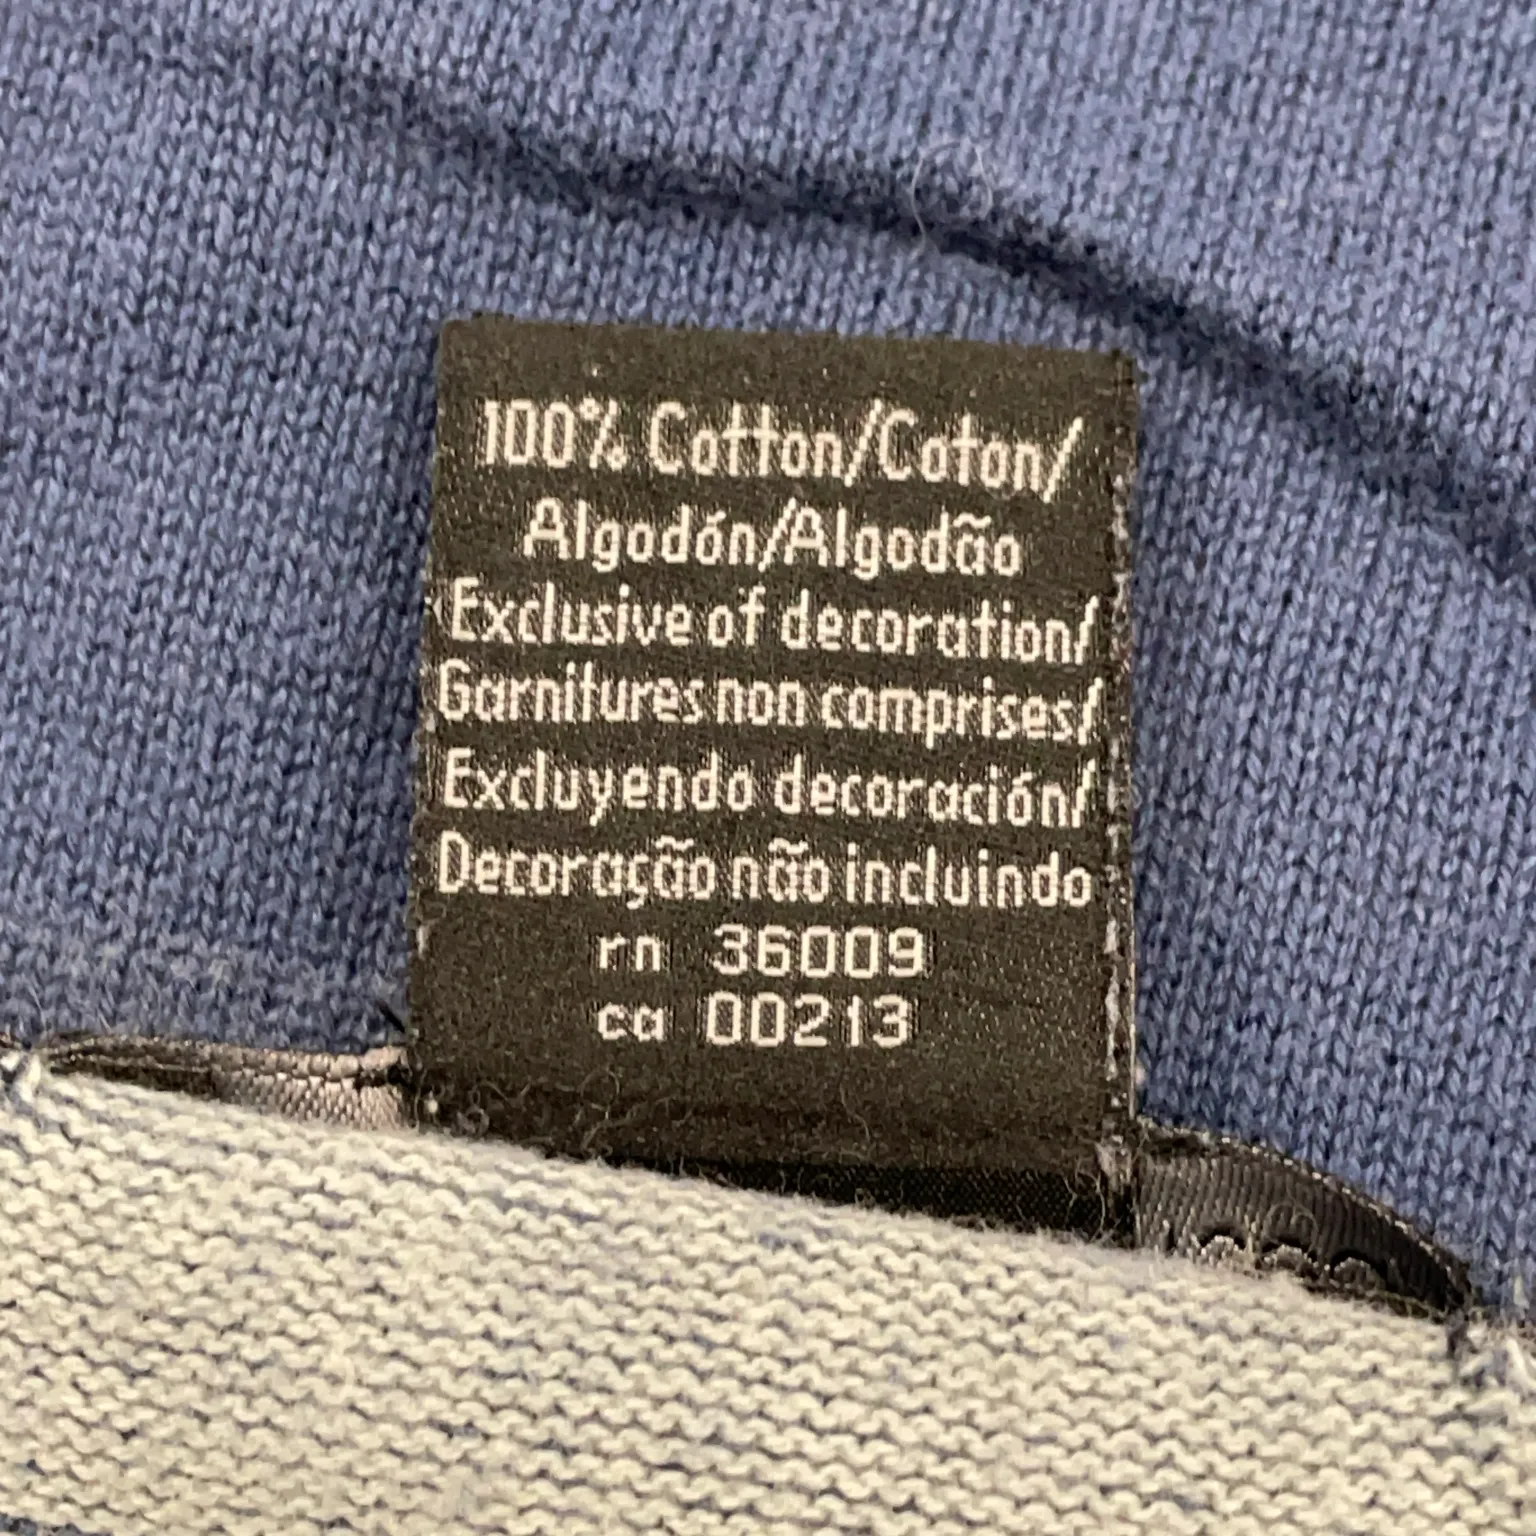 100% Cotton/Coton/
Algodón/Algodão
Exclusive of decoration/
Garnitures non comprises/
Excluyendo decoración/
Decoração não incluindo
rn 36009
ca 00213